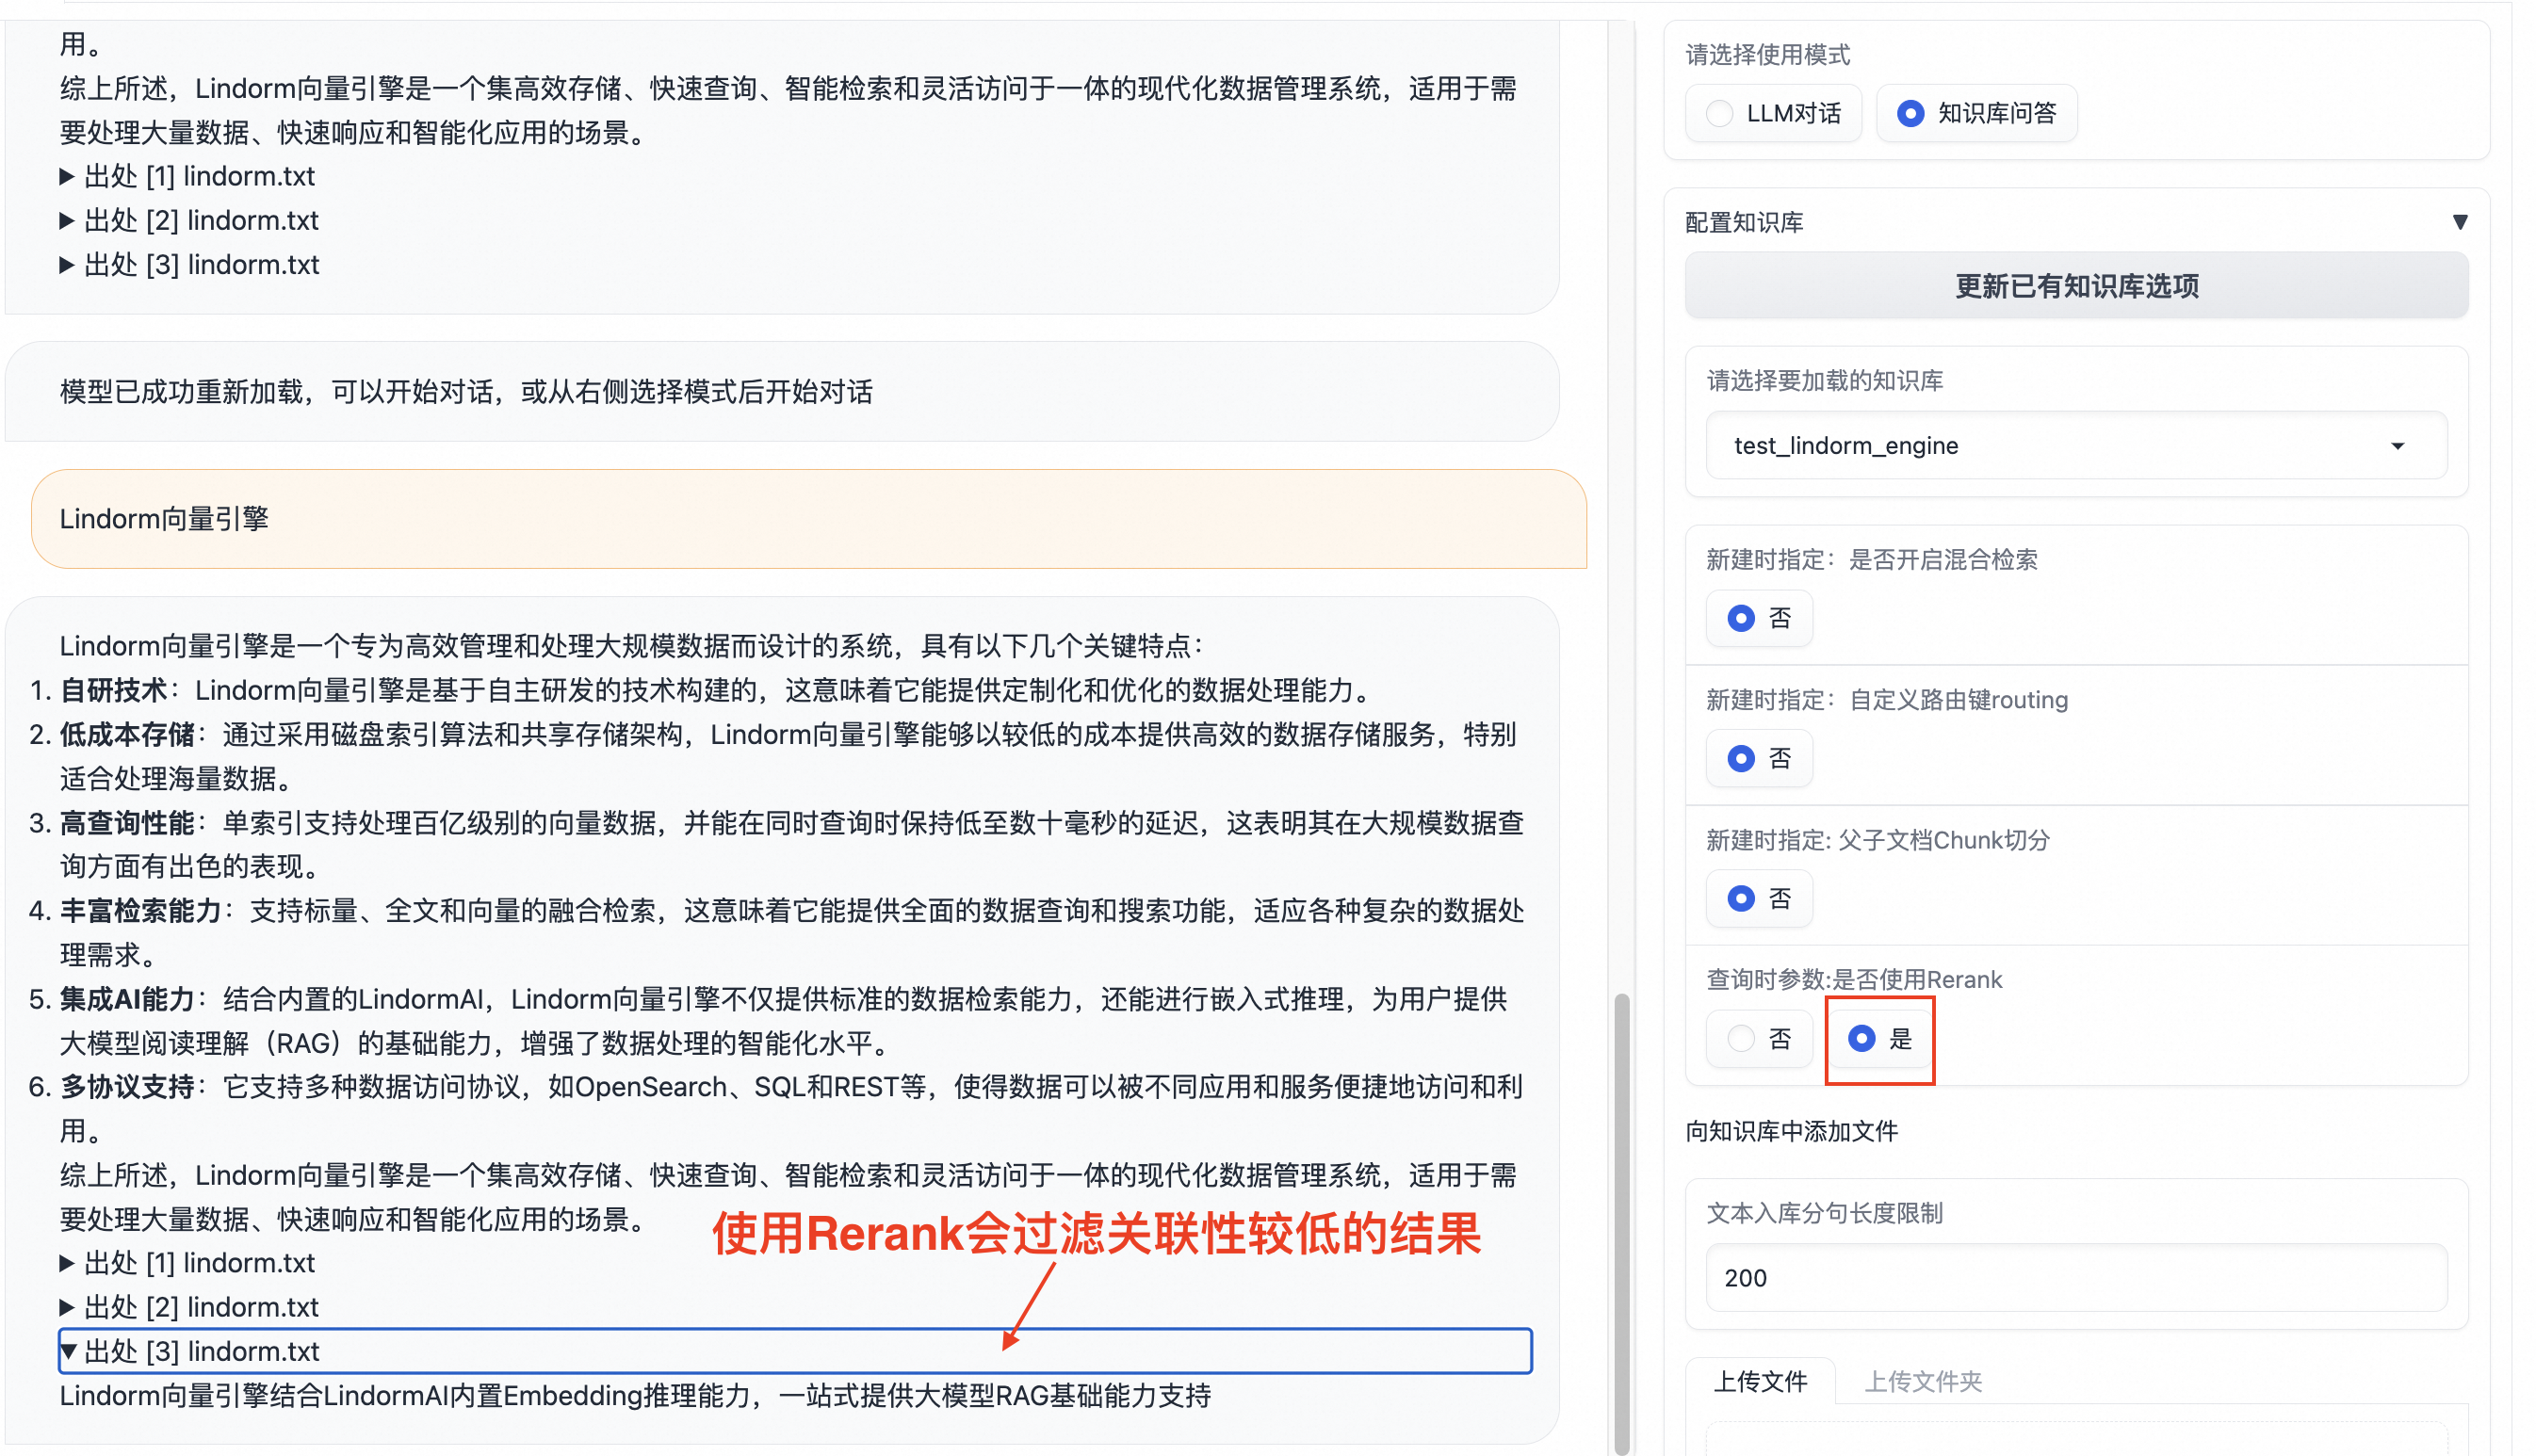 用。
综上所述，Lindorm向量引擎是一个集高效存储、快速查询、智能检索和灵活访问于一体的现代化数据管理系统，适用于需
要处理大量数据、快速响应和智能化应用的场景。
▶ 出处 [1] lindorm.txt
▶ 出处 [2] lindorm.txt
▶ 出处 [3] lindorm.txt
模型已成功重新加载，可以开始对话，或从右侧选择模式后开始对话
Lindorm向量引擎
Lindorm向量引擎是一个专为高效管理和处理大规模数据而设计的系统，具有以下几个关键特点：
1. 自研技术：Lindorm向量引擎是基于自主研发的技术构建的，这意味着它能提供定制化和优化的数据处理能力。
2. 低成本存储：通过采用磁盘索引算法和共享存储架构，Lindorm向量引擎能够以较低的成本提供高效的数据存储服务，特别
适合处理海量数据。
3. 高查询性能：单索引支持处理百亿级别的向量数据，并能在同时查询时保持低至数十毫秒的延迟，这表明其在大规模数据查
询方面有出色的表现。
4. 丰富检索能力：支持标量、全文和向量的融合检索，这意味着它能提供全面的数据查询和搜索功能，适应各种复杂的数据处
理需求。
5. 集成AI能力：结合内置的LindormAI，Lindorm向量引擎不仅提供标准的数据检索能力，还能进行嵌入式推理，为用户提供
大模型阅读理解（RAG）的基础能力，增强了数据处理的智能化水平。
6. 多协议支持：它支持多种数据访问协议，如OpenSearch、SQL和REST等，使得数据可以被不同应用和服务便捷地访问和利
用。
综上所述，Lindorm向量引擎是一个集高效存储、快速查询、智能检索和灵活访问于一体的现代化数据管理系统，适用于需
要处理大量数据、快速响应和智能化应用的场景。
使用Rerank会过滤关联性较低的结果
▶ 出处 [1] lindorm.txt
▶ 出处 [2] lindorm.txt
▼ 出处 [3] lindorm.txt
Lindorm向量引擎结合LindormAI内置Embedding推理能力，一站式提供大模型RAG基础能力支持
请选择使用模式
LLM对话 知识库问答
配置知识库 ▼
更新已有知识库选项
请选择要加载的知识库
test_lindorm_engine
新建时指定：是否开启混合检索
否
新建时指定：自定义路由键routing
否
新建时指定: 父子文档Chunk切分
否
查询时参数:是否使用Rerank
否 是
向知识库中添加文件
文本入库分句长度限制
200
上传文件 上传文件夹